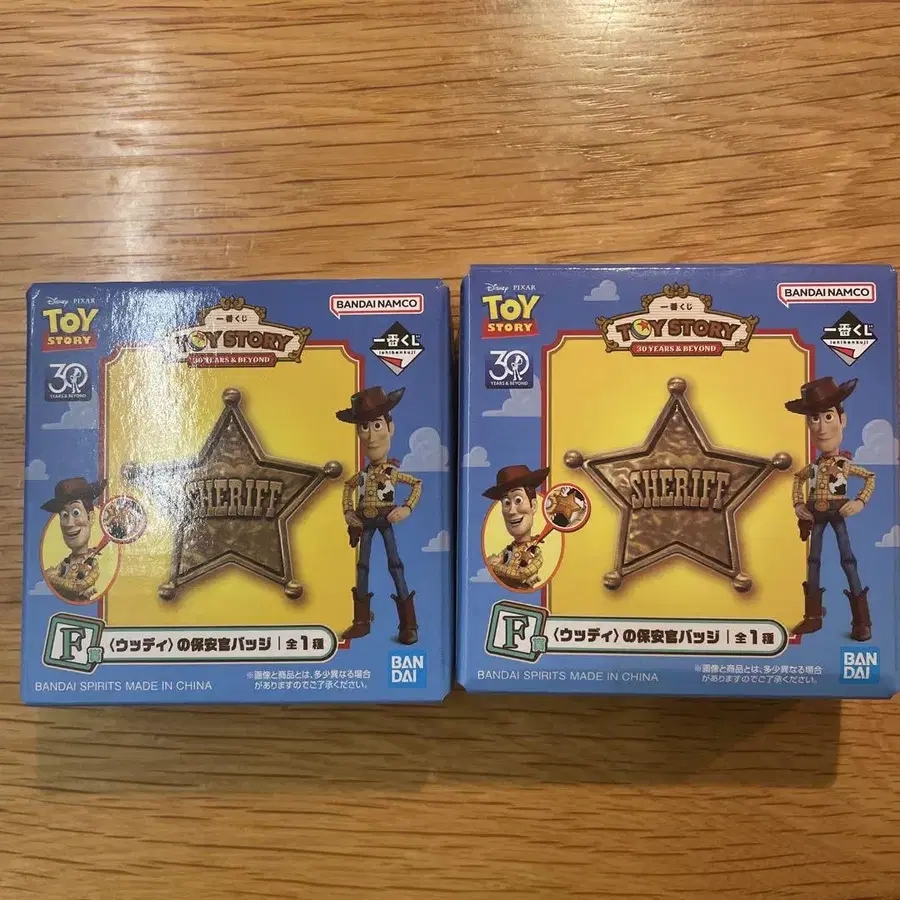 Disney PIXAR
TOY
STORY
30
YEARS & BEYOND
一番くじ
TOY STORY
30 YEARS & BEYOND
BANDAI NAMCO
一番くじ
ichibankuji
SHERIFF
F賞
〈ウッディ〉の保安官バッジ｜全1種
※画像と商品とは、多少異なる場合
がありますのでご了承ください。
BANDAI SPIRITS MADE IN CHINA
BAN
DAI
Disney PIXAR
TOY
STORY
30
YEARS & BEYOND
一番くじ
TOY STORY
30 YEARS & BEYOND
BANDAI NAMCO
一番くじ
ichibankuji
SHERIFF
F賞
〈ウッディ〉の保安官バッジ｜全1種
※画像と商品とは、多少異なる場合
がありますのでご了承ください。
BANDAI SPIRITS MADE IN CHINA
BAN
DAI